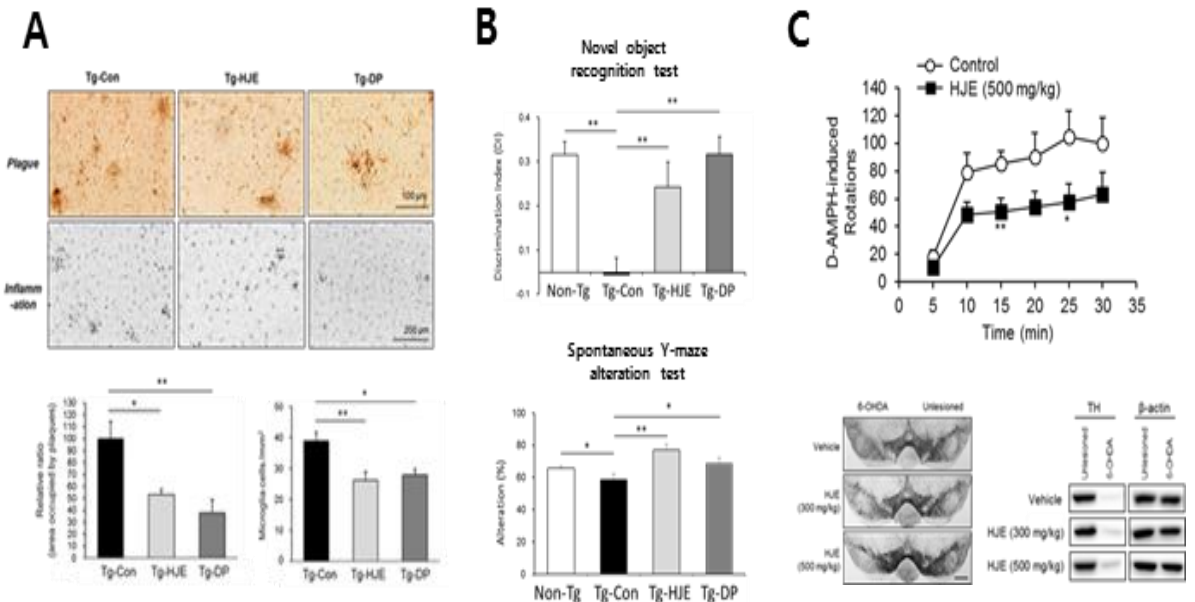 A
Tg-Con
Tg-HJE
Tg-DP
Plague
100 μm
Inflamm
-ation
200 μm
Relative ratio
(area occupied by plaques)
130
120
110
100
90
80
70
60
50
40
30
20
10
0
**
*
Tg-Con
Tg-HJE
Tg-DP
Microglia cells/mm²
50
40
30
20
10
0
*
**
Tg-Con
Tg-HJE
Tg-DP
B
Novel object
recognition test
Discrimination Index (DI)
0.4
0.3
0.2
0.1
-0.1
**
**
**
Non-Tg
Tg-Con
Tg-HJE
Tg-DP
Spontaneous Y-maze
alteration test
Alteration (%)
100
80
60
40
20
0
*
*
**
Non-Tg
Tg-Con
Tg-HJE
Tg-DP
C
Control
HJE (500 mg/kg)
D-AMPH-induced
Rotations
140
120
100
80
60
40
20
0
**
*
0
5
10
15
20
25
30
35
Time (min)
6-OHDA
Unlesioned
Vehicle
HJE
(300 mg/kg)
HJE
(500 mg/kg)
TH
β-actin
Unlesioned
6-OHDA
Unlesioned
6-OHDA
Vehicle
HJE (300 mg/kg)
HJE (500 mg/kg)